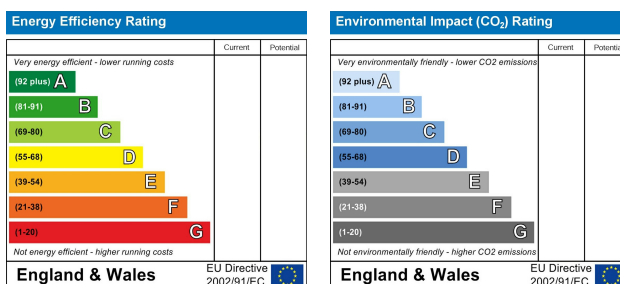 Energy Efficiency Rating
Current Potential
Very energy efficient - lower running costs
(92 plus) A
(81-91) B
(69-80) C
(55-68) D
(39-54) E
(21-38) F
(1-20) G
Not energy efficient - higher running costs
England & Wales
EU Directive
2002/91/EC
Environmental Impact (CO₂) Rating
Current Potential
Very environmentally friendly - lower CO2 emissions
(92 plus) A
(81-91) B
(69-80) C
(55-68) D
(39-54) E
(21-38) F
(1-20) G
Not environmentally friendly - higher CO2 emissions
England & Wales
EU Directive
2002/91/EC